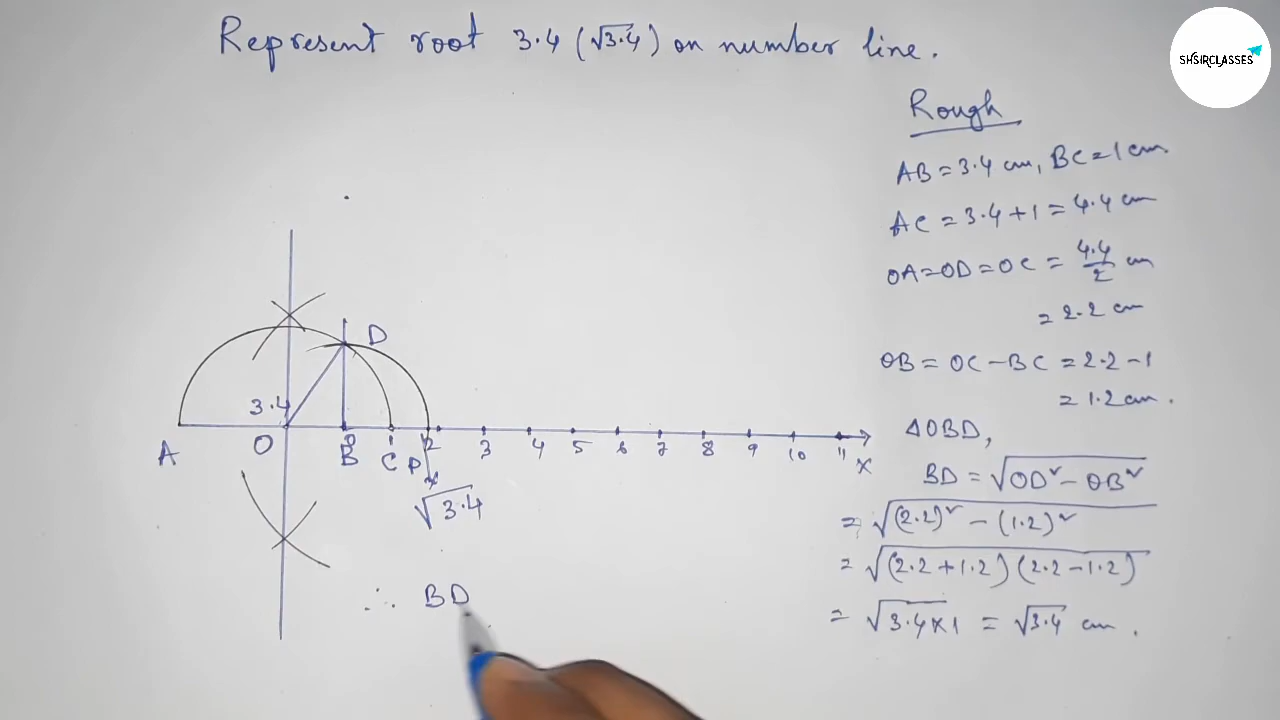 Represent root 3.4 (√3.4) on number line.
SHSIRCLASSES
Rough
AB = 3.4 cm, BC = 1 cm.
AC = 3.4 + 1 = 4.4 cm
OA = OD = OC = 4.4/2 cm
= 2.2 cm
OB = OC - BC = 2.2 - 1
= 1.2 cm.
△OBD,
BD = √OD² - OB²
= √(2.2)² - (1.2)²
= √(2.2 + 1.2) (2.2 - 1.2)
= √3.4 × 1 = √3.4 cm.
D
3.4
0 1 2 3 4 5 6 7 8 9 10 11
A O B C P X
√3.4
∴ BD